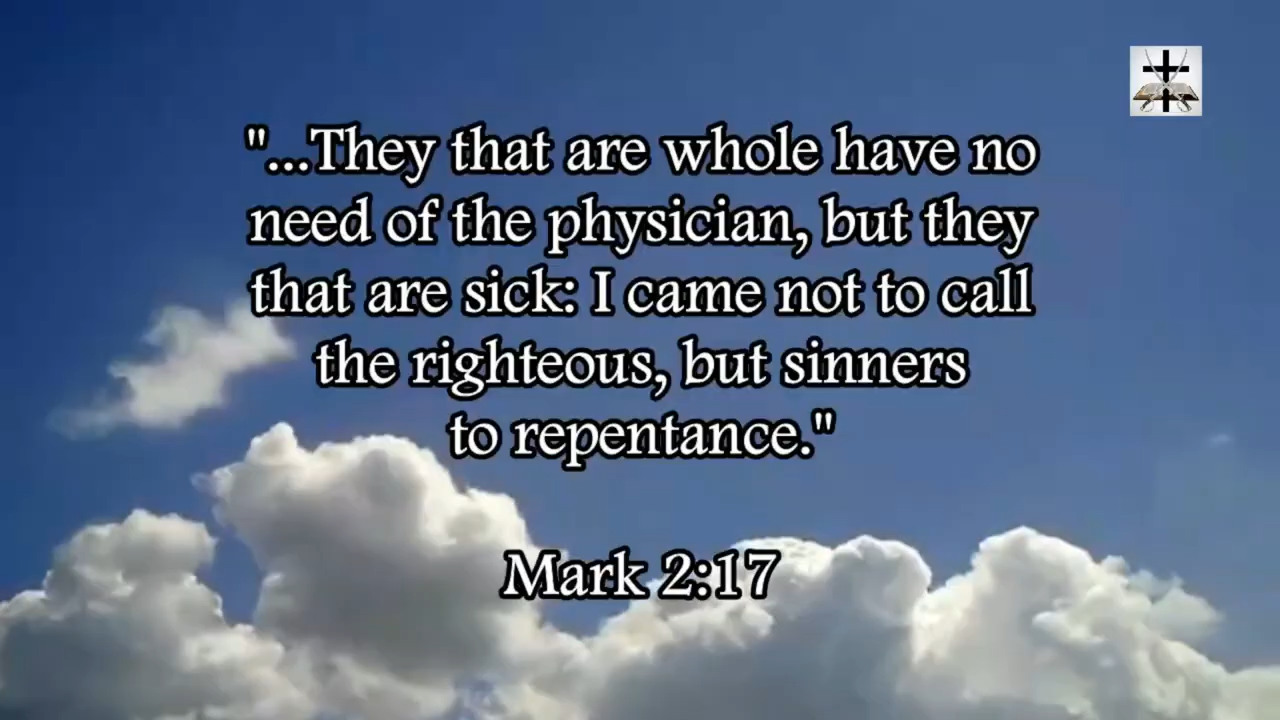 "...They that are whole have no
need of the physician, but they
that are sick: I came not to call
the righteous, but sinners
to repentance."
Mark 2:17